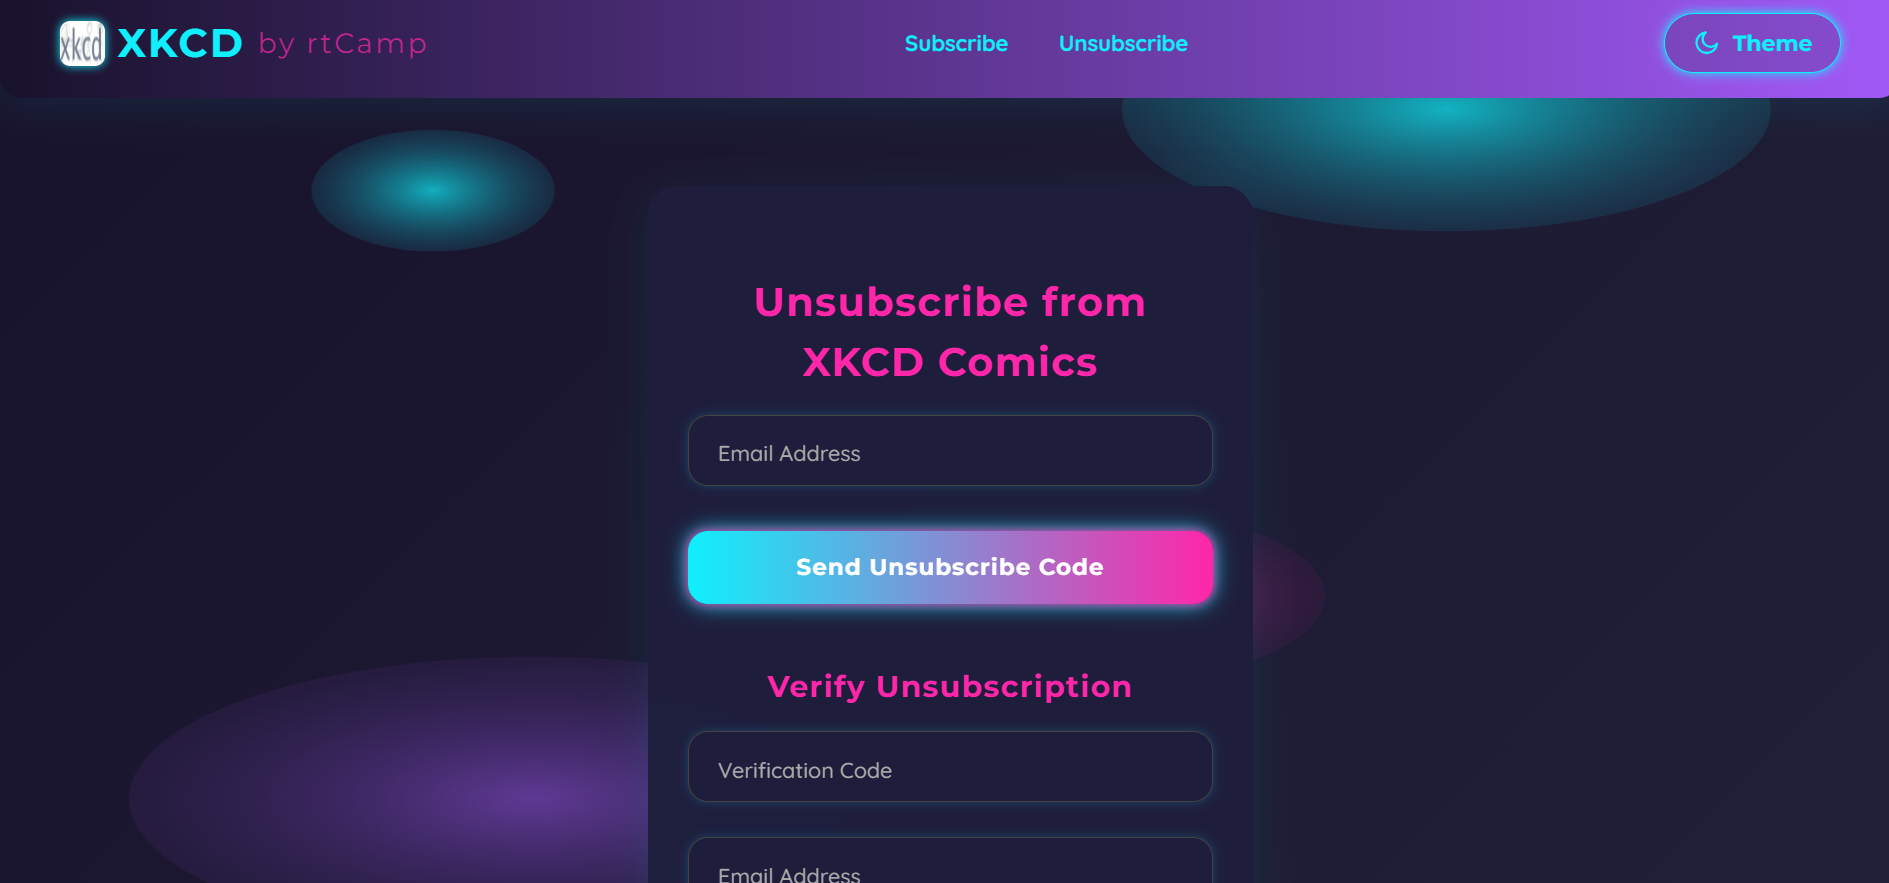 xkcd XKCD by rtCamp
Subscribe
Unsubscribe
Theme
Unsubscribe from
XKCD Comics
Email Address
Send Unsubscribe Code
Verify Unsubscription
Verification Code
Email Address